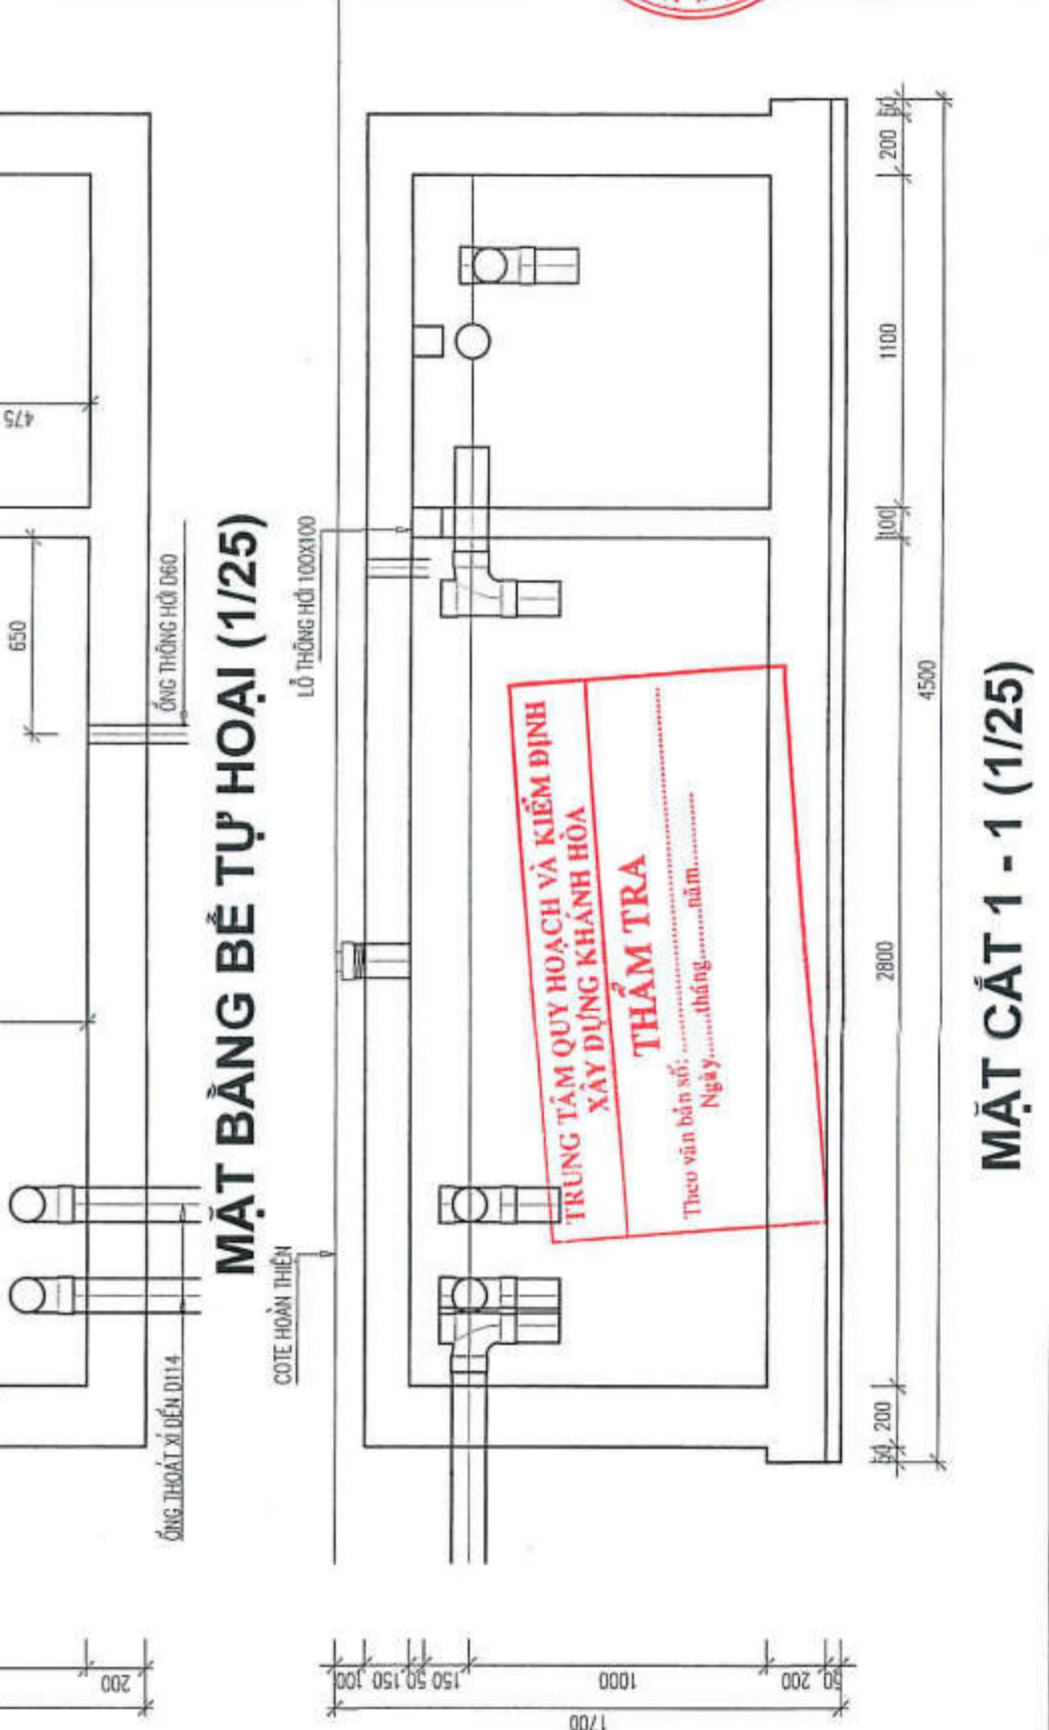 475
650
ỐNG THÔNG HƠI D60
ỐNG THOÁT XÍ ĐẾN D114
200
MẶT BẰNG BỂ TỰ HOẠI (1/25)
LỖ THÔNG HƠI 100X100
COTE HOÀN THIỆN
TRUNG TÂM QUY HOẠCH VÀ KIỂM ĐỊNH
XÂY DỰNG KHÁNH HÒA
THẨM TRA
Theo văn bản số:
Ngày.........tháng.........năm.........
50 200 2800 100 1100 200 50
4500
100 150 50 150 1000 200 50
1700
MẶT CẮT 1 - 1 (1/25)